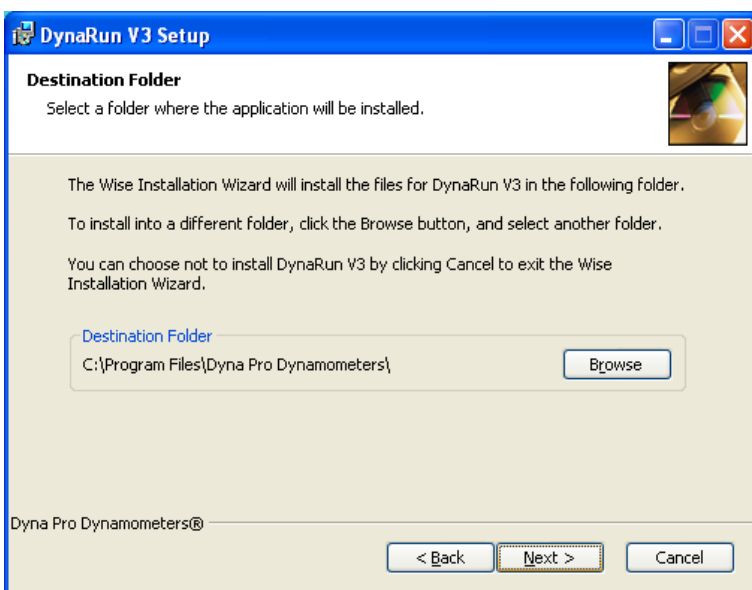 DynaRun V3 Setup
Destination Folder
Select a folder where the application will be installed.
The Wise Installation Wizard will install the files for DynaRun V3 in the following folder.
To install into a different folder, click the Browse button, and select another folder.
You can choose not to install DynaRun V3 by clicking Cancel to exit the Wise
Installation Wizard.
Destination Folder
C:\Program Files\Dyna Pro Dynamometers\
Browse
Dyna Pro Dynamometers®
< Back
Next >
Cancel